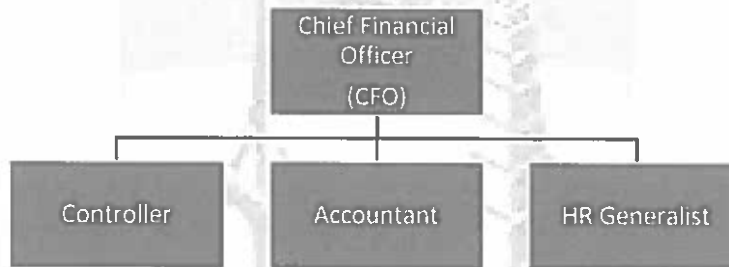 Chief Financial
Officer
(CFO)
Controller
Accountant
HR Generalist